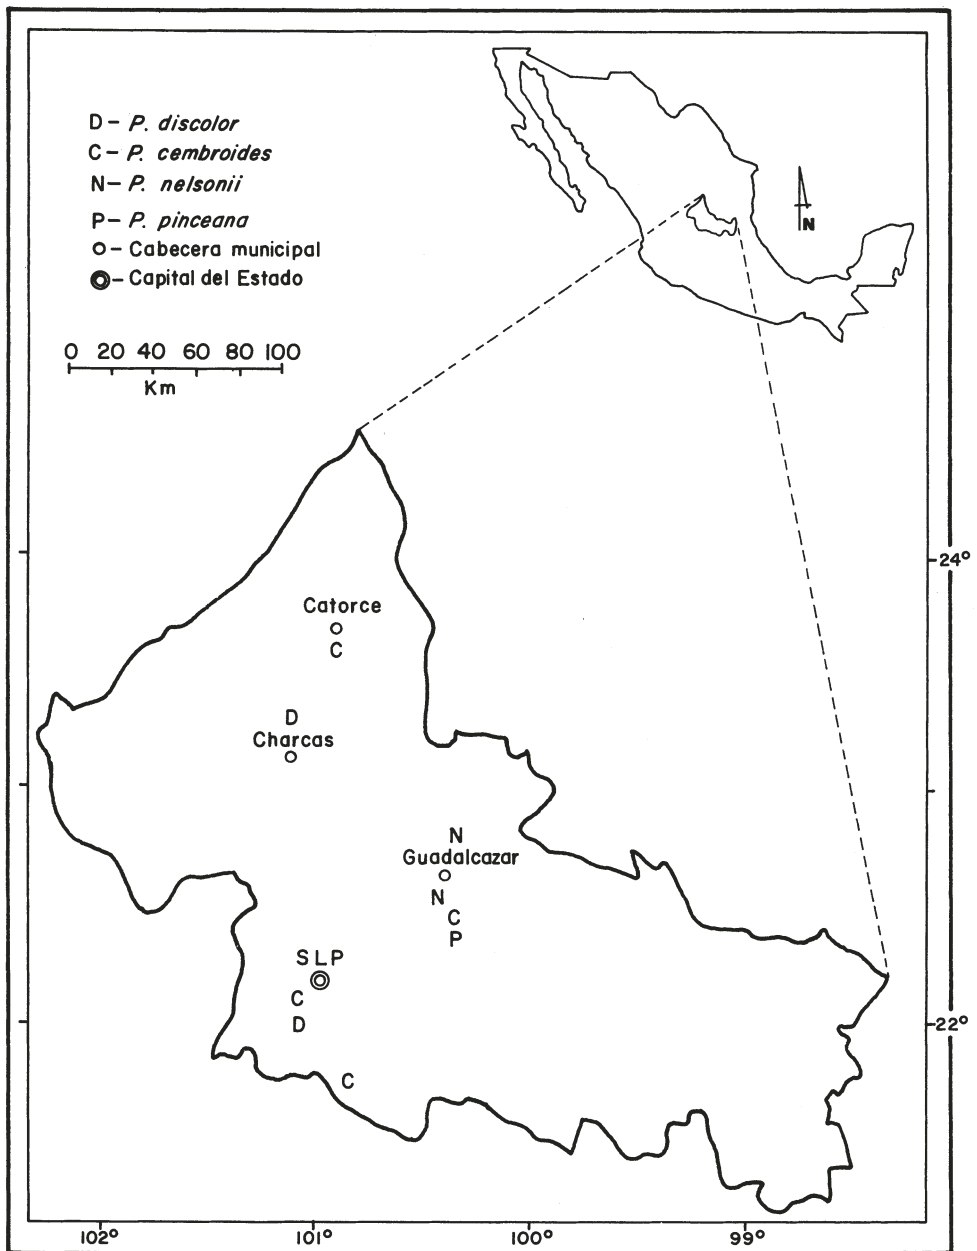 D – P. discolor
C – P. cembroides
N – P. nelsonii
P – P. pinceana
– Cabecera municipal
– Capital del Estado
0 20 40 60 80 100
Km
N
24°
Catorce
C
D
Charcas
N
Guadalcazar
N
C
P
SLP
C
D
22°
C
102° 101° 100° 99°